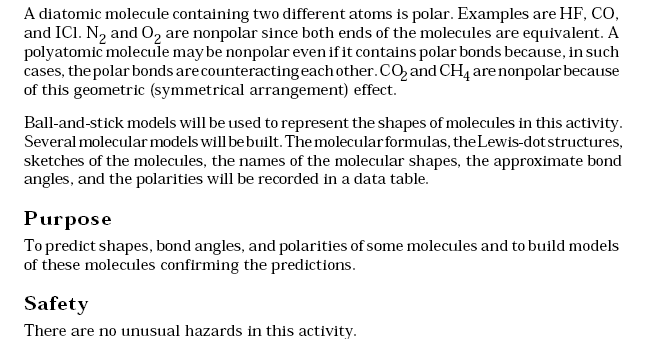 A diatomic molecule containing two different atoms is polar. Examples are HF, CO,
and ICl. N₂ and O₂ are nonpolar since both ends of the molecules are equivalent. A
polyatomic molecule may be nonpolar even if it contains polar bonds because, in such
cases, the polar bonds are counteracting each other. CO₂ and CH₄ are nonpolar because
of this geometric (symmetrical arrangement) effect.
Ball-and-stick models will be used to represent the shapes of molecules in this activity.
Several molecular models will be built. The molecular formulas, the Lewis-dot structures,
sketches of the molecules, the names of the molecular shapes, the approximate bond
angles, and the polarities will be recorded in a data table.
Purpose
To predict shapes, bond angles, and polarities of some molecules and to build models
of these molecules confirming the predictions.
Safety
There are no unusual hazards in this activity.